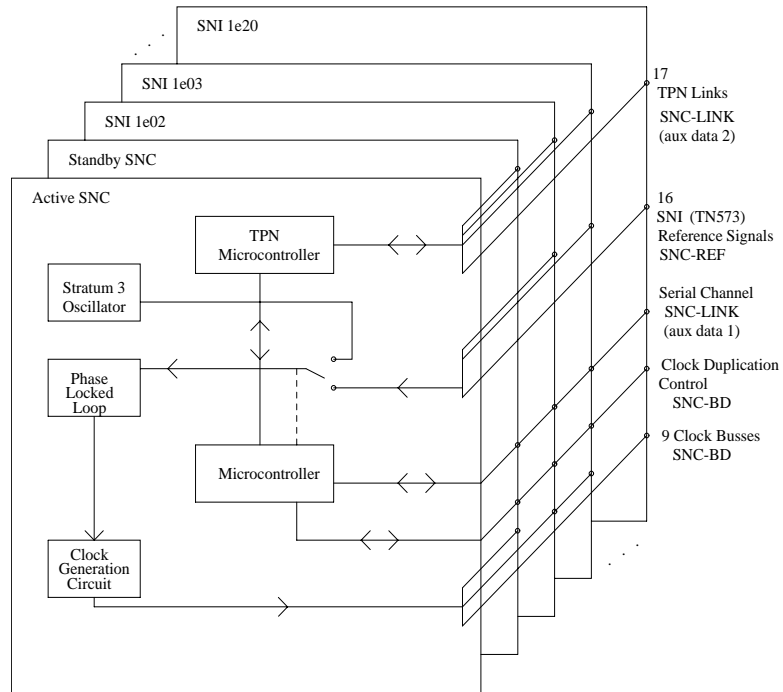 SNI 1e20
SNI 1e03
SNI 1e02
Standby SNC
Active SNC
TPN
Microcontroller
Stratum 3
Oscillator
Phase
Locked
Loop
Microcontroller
Clock
Generation
Circuit
17
TPN Links
SNC-LINK
(aux data 2)
16
SNI (TN573)
Reference Signals
SNC-REF
Serial Channel
SNC-LINK
(aux data 1)
Clock Duplication
Control
SNC-BD
9 Clock Busses
SNC-BD